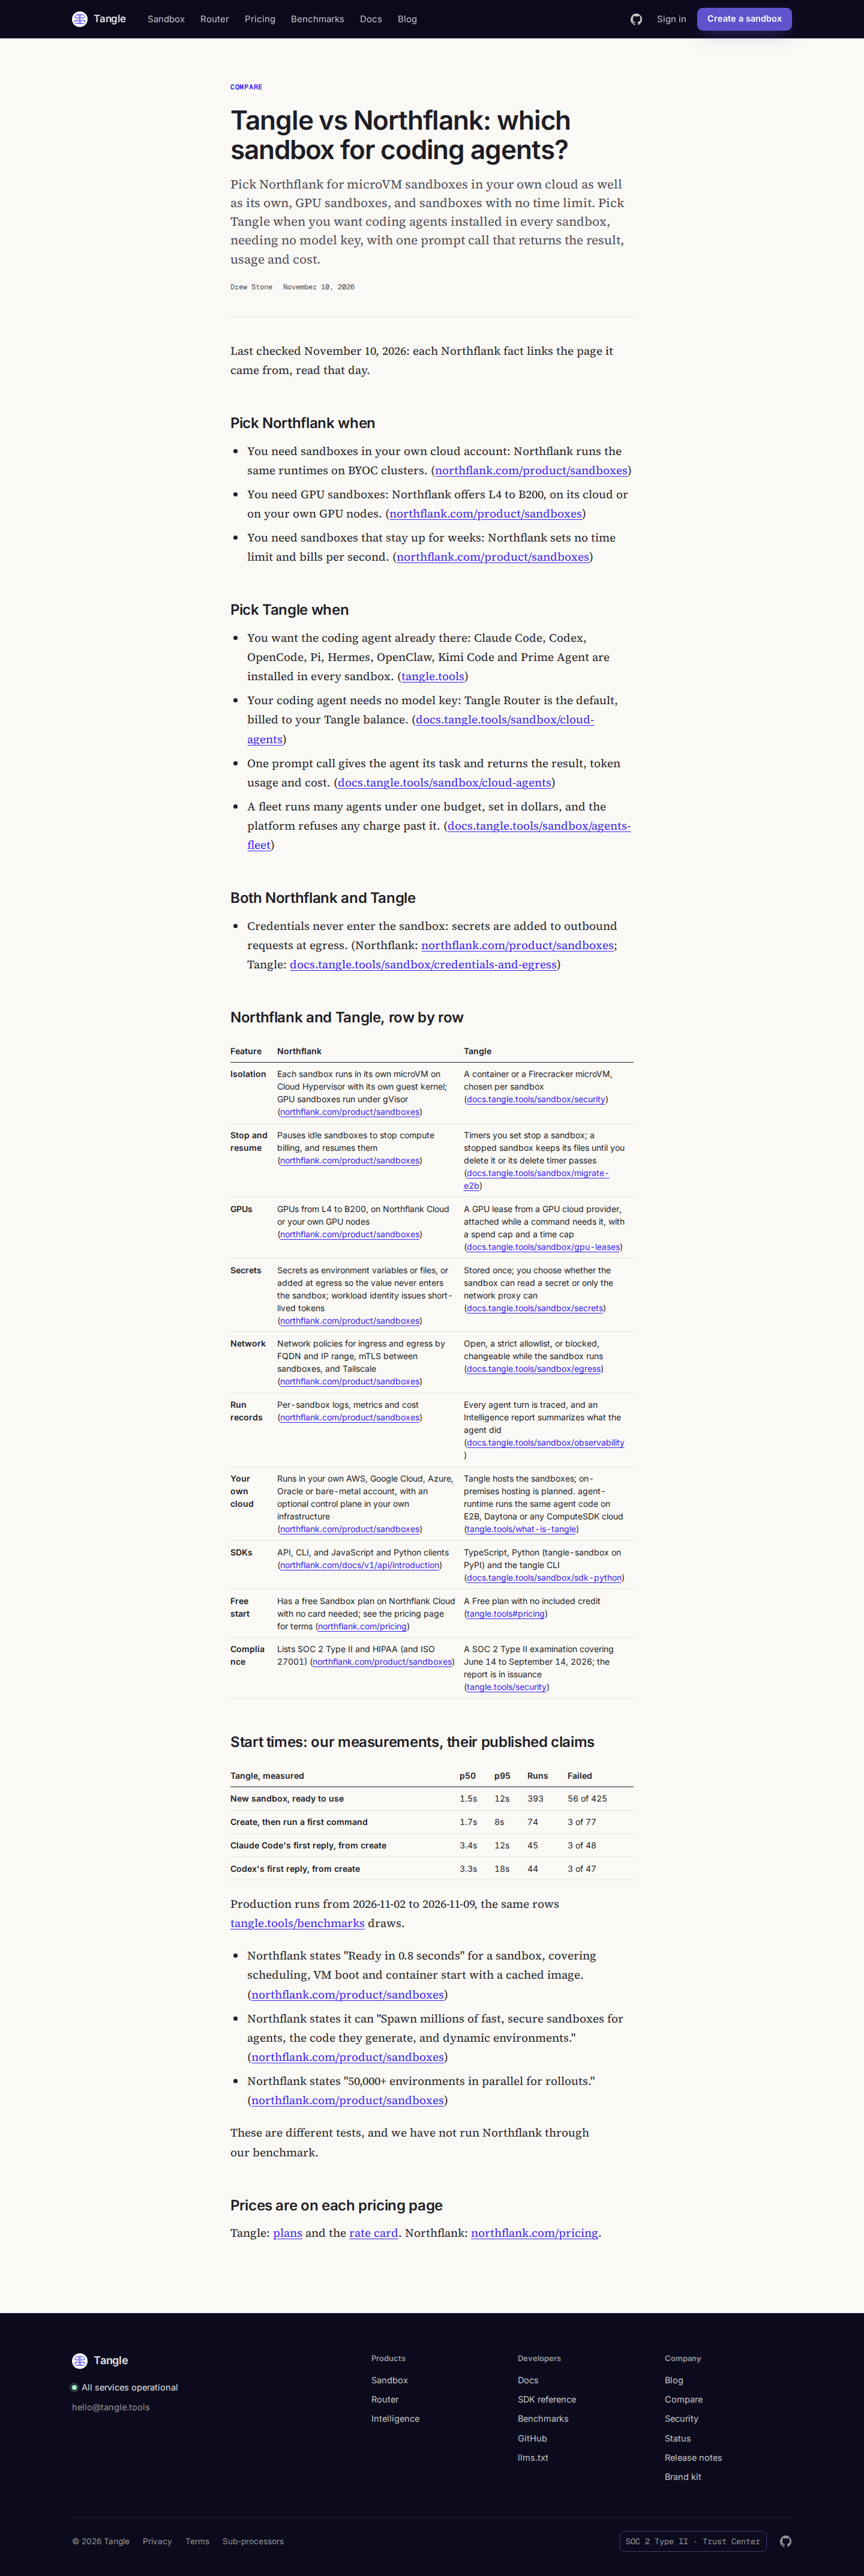 Tangle
Sandbox Router Pricing Benchmarks Docs Blog
Sign in
Create a sandbox
COMPARE
Tangle vs Northflank: which
sandbox for coding agents?
Pick Northflank for microVM sandboxes in your own cloud as well
as its own, GPU sandboxes, and sandboxes with no time limit. Pick
Tangle when you want coding agents installed in every sandbox,
needing no model key, with one prompt call that returns the result,
usage and cost.
Drew Stone November 10, 2026
Last checked November 10, 2026: each Northflank fact links the page it
came from, read that day.
Pick Northflank when
• You need sandboxes in your own cloud account: Northflank runs the
same runtimes on BYOC clusters. (northflank.com/product/sandboxes)
• You need GPU sandboxes: Northflank offers L4 to B200, on its cloud or
on your own GPU nodes. (northflank.com/product/sandboxes)
• You need sandboxes that stay up for weeks: Northflank sets no time
limit and bills per second. (northflank.com/product/sandboxes)
Pick Tangle when
• You want the coding agent already there: Claude Code, Codex,
OpenCode, Pi, Hermes, OpenClaw, Kimi Code and Prime Agent are
installed in every sandbox. (tangle.tools)
• Your coding agent needs no model key: Tangle Router is the default,
billed to your Tangle balance. (docs.tangle.tools/sandbox/cloud-
agents)
• One prompt call gives the agent its task and returns the result, token
usage and cost. (docs.tangle.tools/sandbox/cloud-agents)
• A fleet runs many agents under one budget, set in dollars, and the
platform refuses any charge past it. (docs.tangle.tools/sandbox/agents-
fleet)
Both Northflank and Tangle
• Credentials never enter the sandbox: secrets are added to outbound
requests at egress. (Northflank: northflank.com/product/sandboxes;
Tangle: docs.tangle.tools/sandbox/credentials-and-egress)
Northflank and Tangle, row by row
Feature Northflank Tangle
Isolation
Each sandbox runs in its own microVM on
Cloud Hypervisor with its own guest kernel;
GPU sandboxes run under gVisor
(northflank.com/product/sandboxes)
A container or a Firecracker microVM,
chosen per sandbox
(docs.tangle.tools/sandbox/security)
Stop and
resume
Pauses idle sandboxes to stop compute
billing, and resumes them
(northflank.com/product/sandboxes)
Timers you set stop a sandbox; a
stopped sandbox keeps its files until you
delete it or its delete timer passes
(docs.tangle.tools/sandbox/migrate-
e2b)
GPUs
GPUs from L4 to B200, on Northflank Cloud
or your own GPU nodes
(northflank.com/product/sandboxes)
A GPU lease from a GPU cloud provider,
attached while a command needs it, with
a spend cap and a time cap
(docs.tangle.tools/sandbox/gpu-leases)
Secrets
Secrets as environment variables or files, or
added at egress so the value never enters
the sandbox; workload identity issues short-
lived tokens
(northflank.com/product/sandboxes)
Stored once; you choose whether the
sandbox can read a secret or only the
network proxy can
(docs.tangle.tools/sandbox/secrets)
Network
Network policies for ingress and egress by
FQDN and IP range, mTLS between
sandboxes, and Tailscale
(northflank.com/product/sandboxes)
Open, a strict allowlist, or blocked,
changeable while the sandbox runs
(docs.tangle.tools/sandbox/egress)
Run
records
Per-sandbox logs, metrics and cost
(northflank.com/product/sandboxes)
Every agent turn is traced, and an
Intelligence report summarizes what the
agent did
(docs.tangle.tools/sandbox/observability
)
Your
own
cloud
Runs in your own AWS, Google Cloud, Azure,
Oracle or bare-metal account, with an
optional control plane in your own
infrastructure
(northflank.com/product/sandboxes)
Tangle hosts the sandboxes; on-
premises hosting is planned. agent-
runtime runs the same agent code on
E2B, Daytona or any ComputeSDK cloud
(tangle.tools/what-is-tangle)
SDKs
API, CLI, and JavaScript and Python clients
(northflank.com/docs/v1/api/introduction)
TypeScript, Python (tangle-sandbox on
PyPI) and the tangle CLI
(docs.tangle.tools/sandbox/sdk-python)
Free
start
Has a free Sandbox plan on Northflank Cloud
with no card needed; see the pricing page
for terms (northflank.com/pricing)
A Free plan with no included credit
(tangle.tools#pricing)
Complia
nce
Lists SOC 2 Type II and HIPAA (and ISO
27001) (northflank.com/product/sandboxes)
A SOC 2 Type II examination covering
June 14 to September 14, 2026; the
report is in issuance
(tangle.tools/security)
Start times: our measurements, their published claims
Tangle, measured p50 p95 Runs Failed
New sandbox, ready to use 1.5s 12s 393 56 of 425
Create, then run a first command 1.7s 8s 74 3 of 77
Claude Code's first reply, from create 3.4s 12s 45 3 of 48
Codex's first reply, from create 3.3s 18s 44 3 of 47
Production runs from 2026-11-02 to 2026-11-09, the same rows
tangle.tools/benchmarks draws.
• Northflank states "Ready in 0.8 seconds" for a sandbox, covering
scheduling, VM boot and container start with a cached image.
(northflank.com/product/sandboxes)
• Northflank states it can "Spawn millions of fast, secure sandboxes for
agents, the code they generate, and dynamic environments."
(northflank.com/product/sandboxes)
• Northflank states "50,000+ environments in parallel for rollouts."
(northflank.com/product/sandboxes)
These are different tests, and we have not run Northflank through
our benchmark.
Prices are on each pricing page
Tangle: plans and the rate card. Northflank: northflank.com/pricing.
Tangle
All services operational
hello@tangle.tools
Products
Sandbox
Router
Intelligence
Developers
Docs
SDK reference
Benchmarks
GitHub
llms.txt
Company
Blog
Compare
Security
Status
Release notes
Brand kit
© 2026 Tangle Privacy Terms Sub-processors
SOC 2 Type II · Trust Center